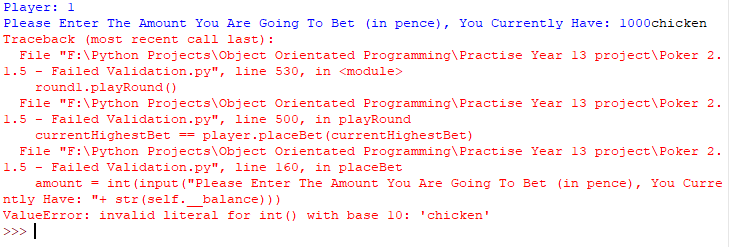 Player: 1
Please Enter The Amount You Are Going To Bet (in pence), You Currently Have: 1000chicken
Traceback (most recent call last):
  File "F:\Python Projects\Object Orientated Programming\Practise Year 13 project\Poker 2.
1.5 - Failed Validation.py", line 530, in <module>
    round1.playRound()
  File "F:\Python Projects\Object Orientated Programming\Practise Year 13 project\Poker 2.
1.5 - Failed Validation.py", line 500, in playRound
    currentHighestBet == player.placeBet(currentHighestBet)
  File "F:\Python Projects\Object Orientated Programming\Practise Year 13 project\Poker 2.
1.5 - Failed Validation.py", line 160, in placeBet
    amount = int(input("Please Enter The Amount You Are Going To Bet (in pence), You Curre
ntly Have: "+ str(self.__balance)))
ValueError: invalid literal for int() with base 10: 'chicken'
>>>